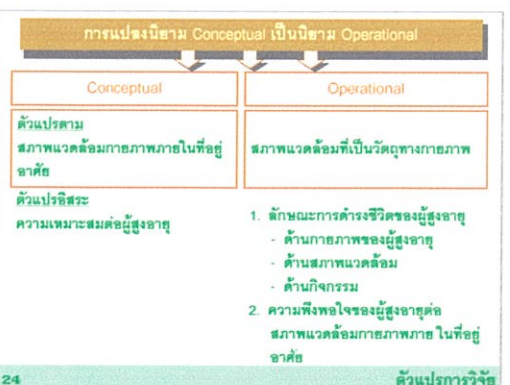 การแปลงนิยาม Conceptual เป็นนิยาม Operational
Conceptual
Operational
ตัวแปรตาม
สภาพแวดล้อมกายภาพภายในที่อยู่
อาศัย
สภาพแวดล้อมที่เป็นวัตถุทางกายภาพ
ตัวแปรอิสระ
ความเหมาะสมต่อผู้สูงอายุ
1. ลักษณะการดำรงชีวิตของผู้สูงอายุ
- ด้านกายภาพของผู้สูงอายุ
- ด้านสภาพแวดล้อม
- ด้านกิจกรรม
2. ความพึงพอใจของผู้สูงอายุต่อ
สภาพแวดล้อมกายภาพภาย ในที่อยู่
อาศัย
24
ตัวแปรการวิจัย